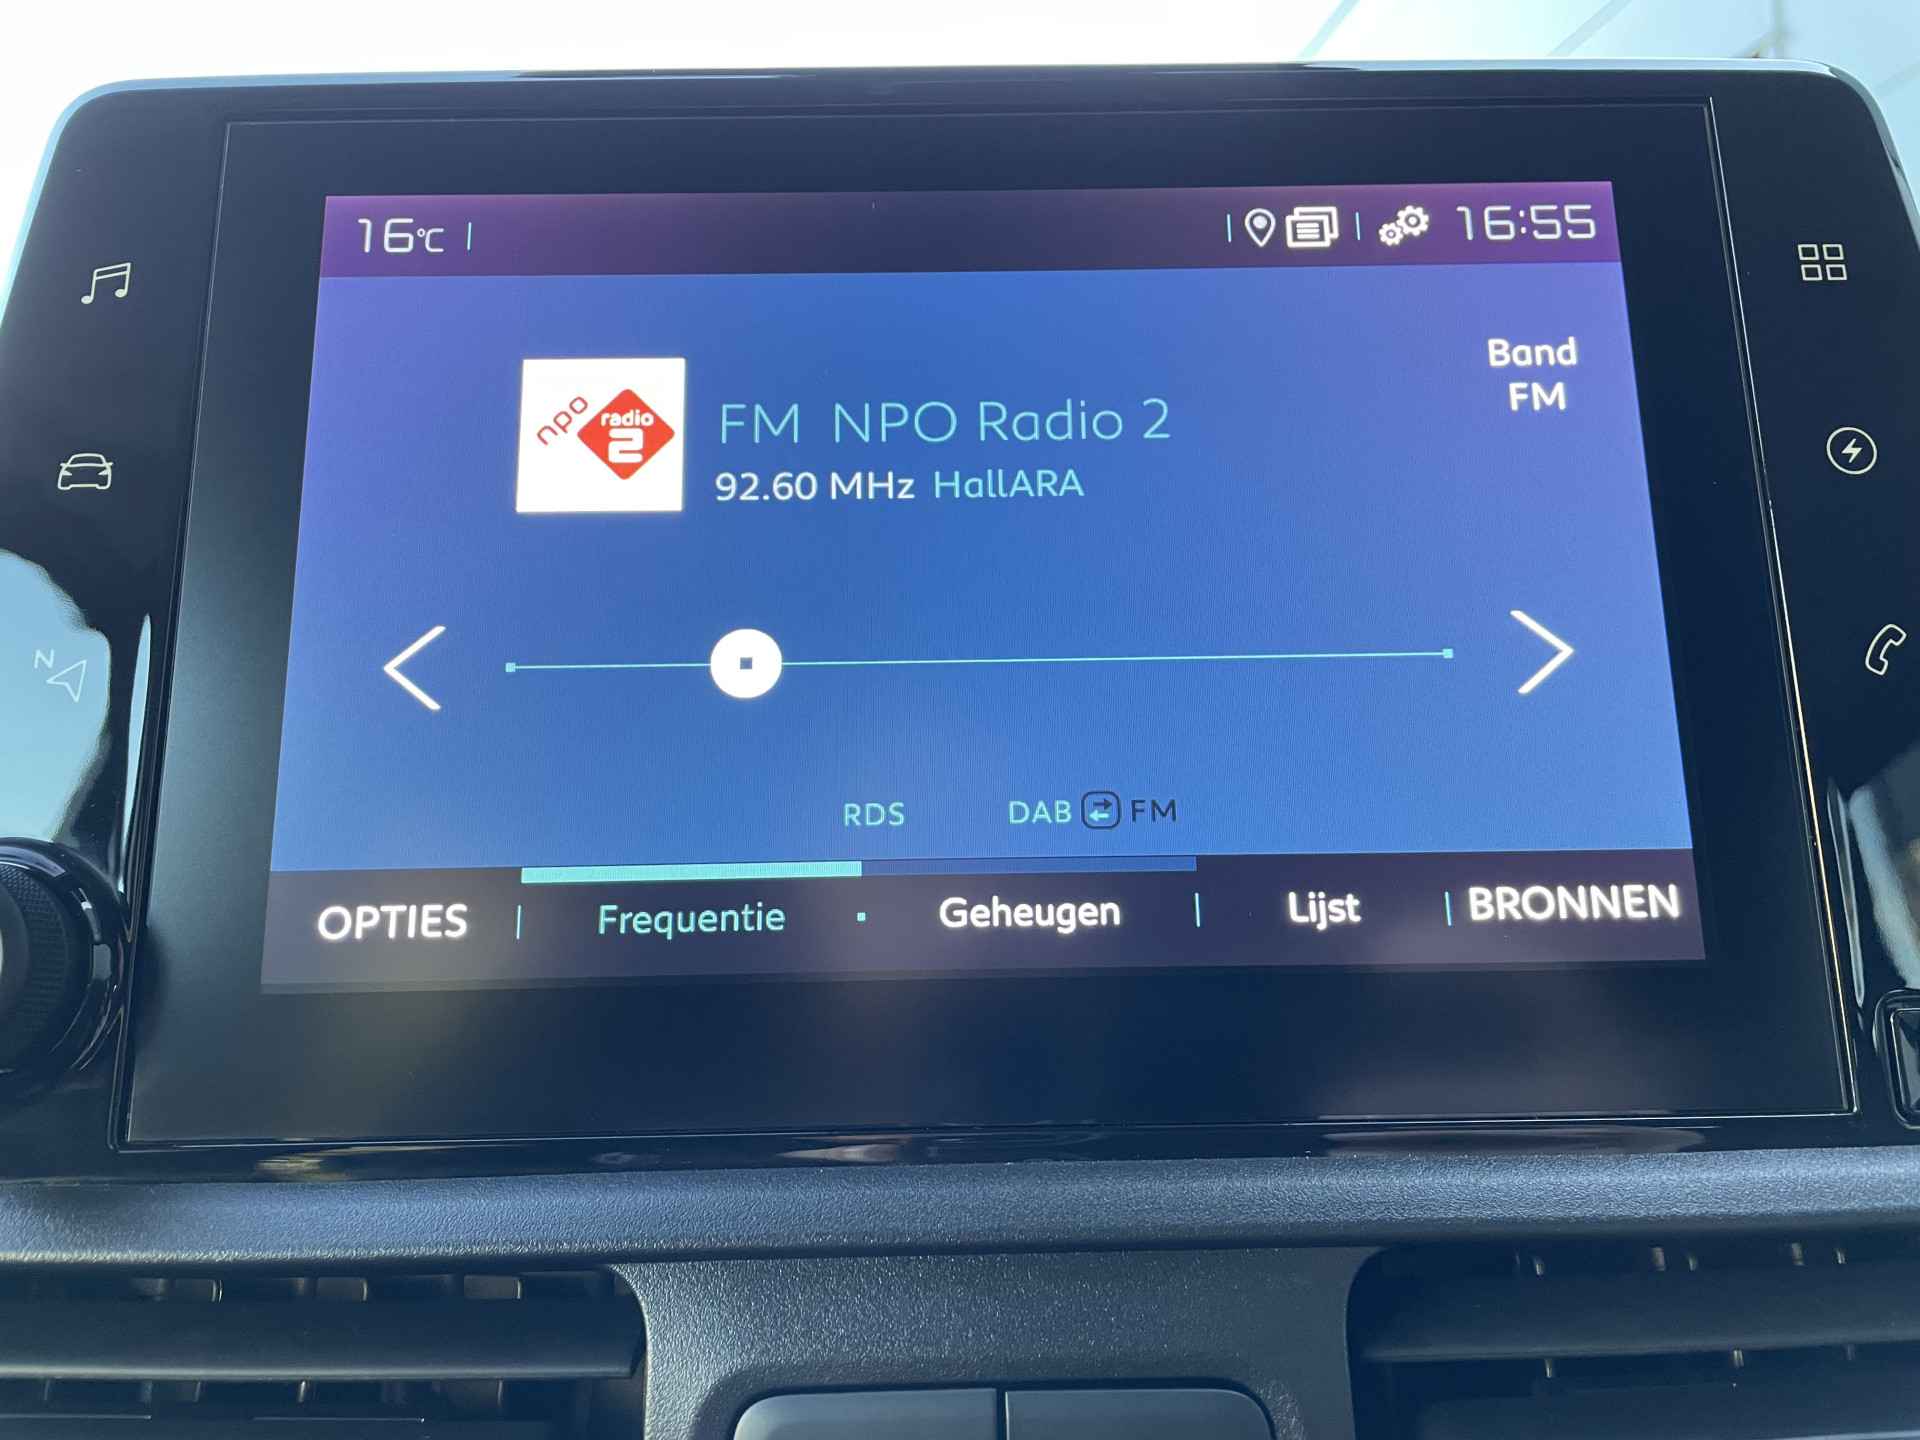 16°C
16:55
Band
FM
npo radio 2
FM NPO Radio 2
92.60 MHz HallARA
N
RDS
DAB FM
OPTIES Frequentie Geheugen Lijst BRONNEN